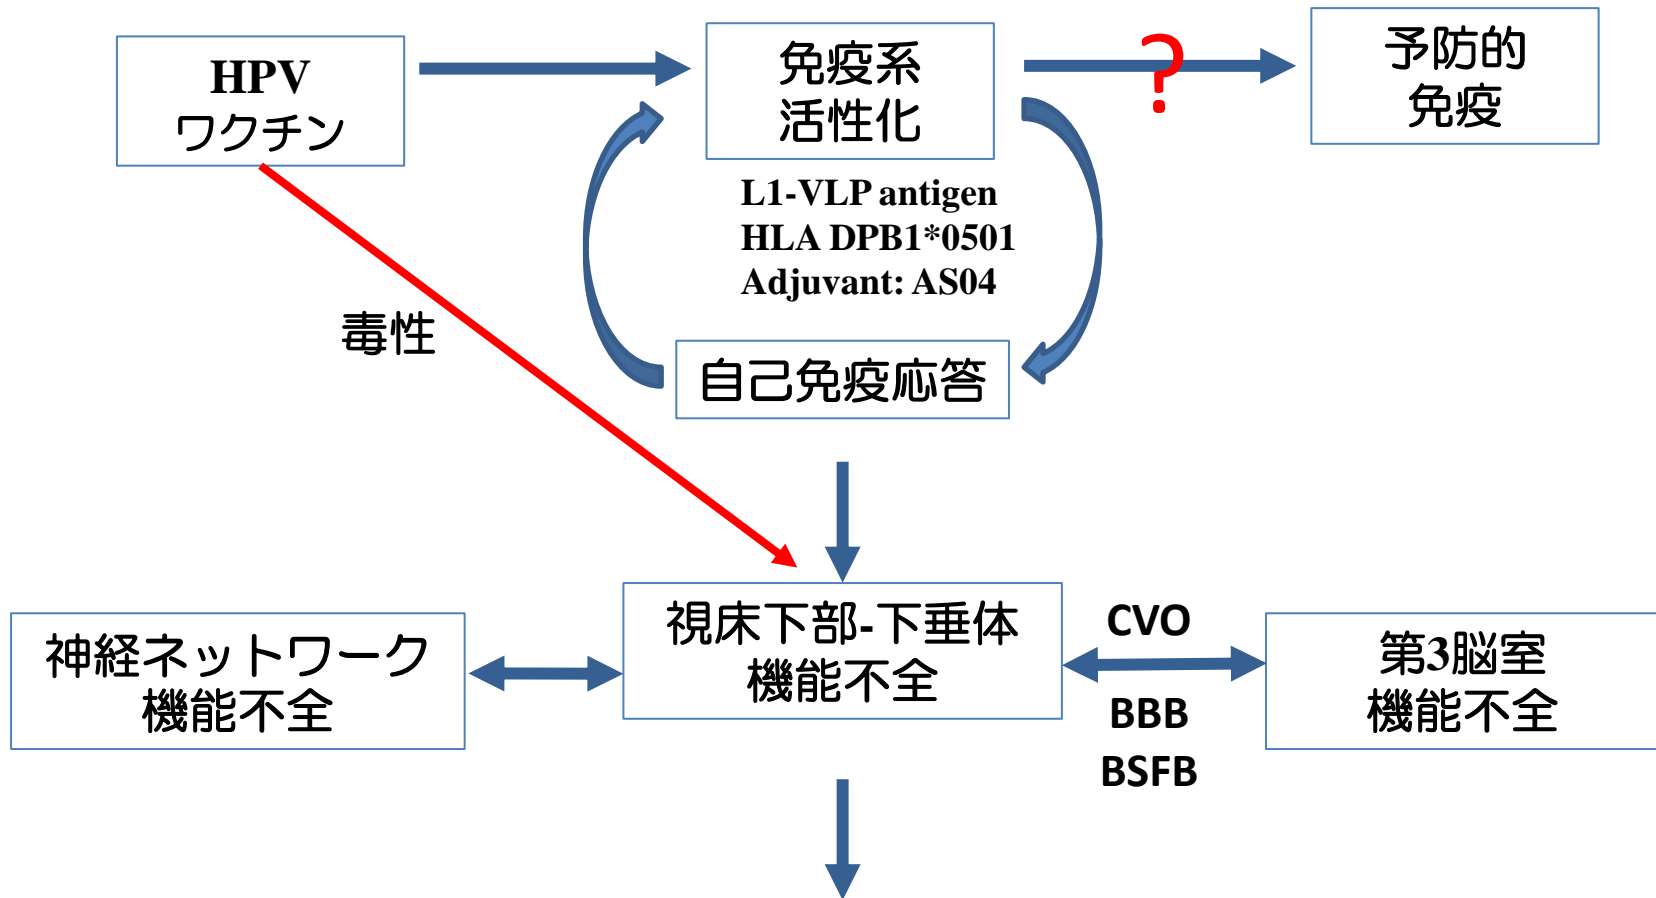 HPV
ワクチン
免疫系
活性化
?
予防的
免疫
L1-VLP antigen
HLA DPB1*0501
Adjuvant: AS04
毒性
自己免疫応答
神経ネットワーク
機能不全
視床下部-下垂体
機能不全
CVO
BBB
BSFB
第3脳室
機能不全